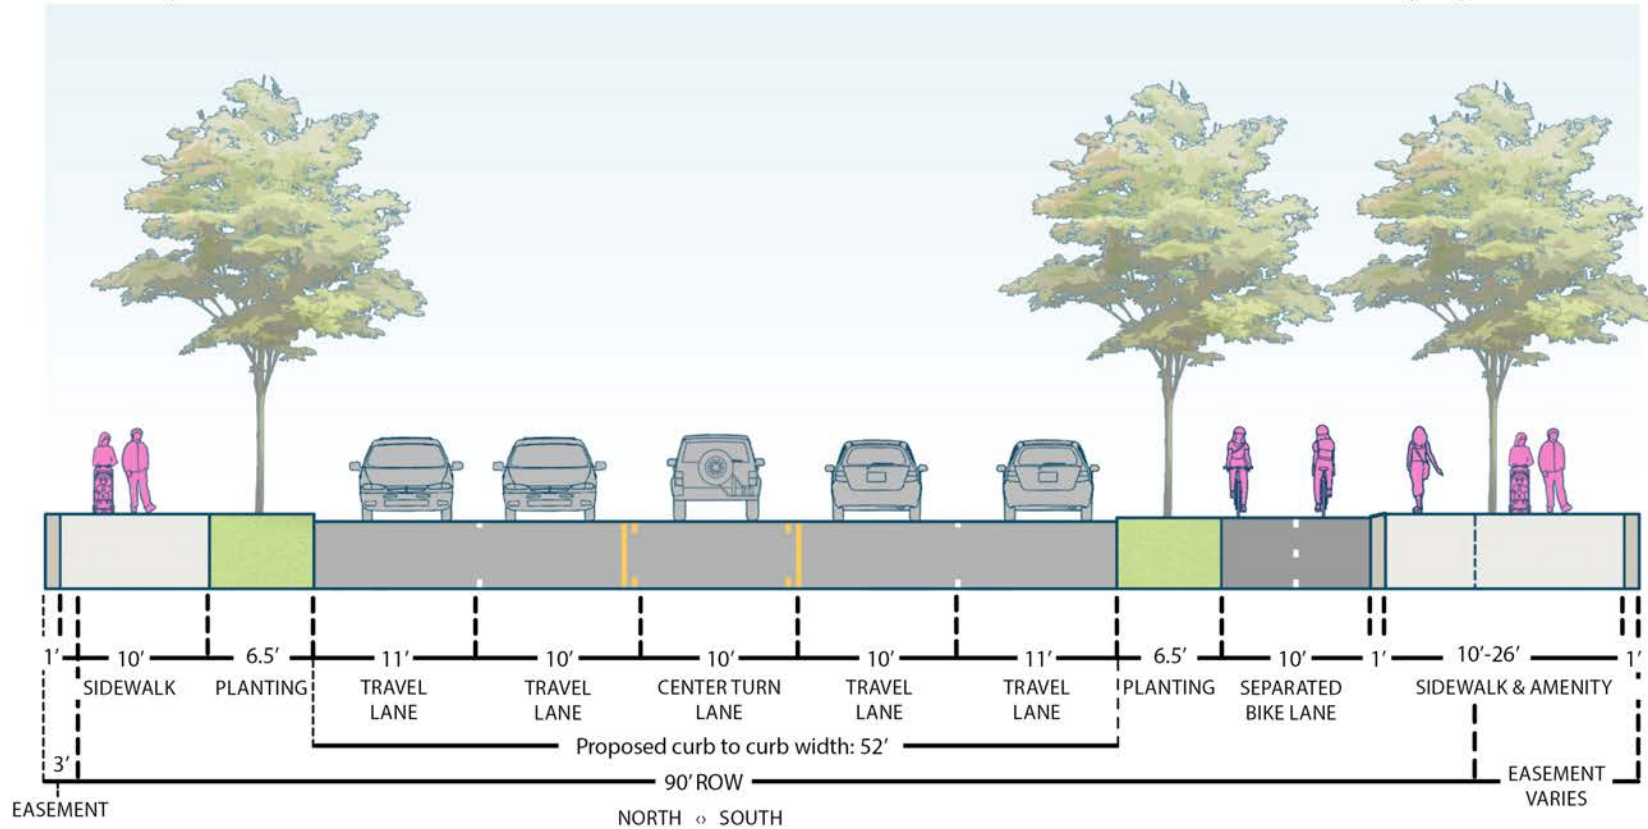 1' 10' 6.5' 11' 10' 10' 10' 11' 6.5' 10' 1' 10'-26' 1'
SIDEWALK PLANTING TRAVEL LANE TRAVEL LANE CENTER TURN LANE TRAVEL LANE TRAVEL LANE PLANTING SEPARATED BIKE LANE SIDEWALK & AMENITY
Proposed curb to curb width: 52'
3'
90' ROW
EASEMENT
EASEMENT VARIES
NORTH ‹› SOUTH